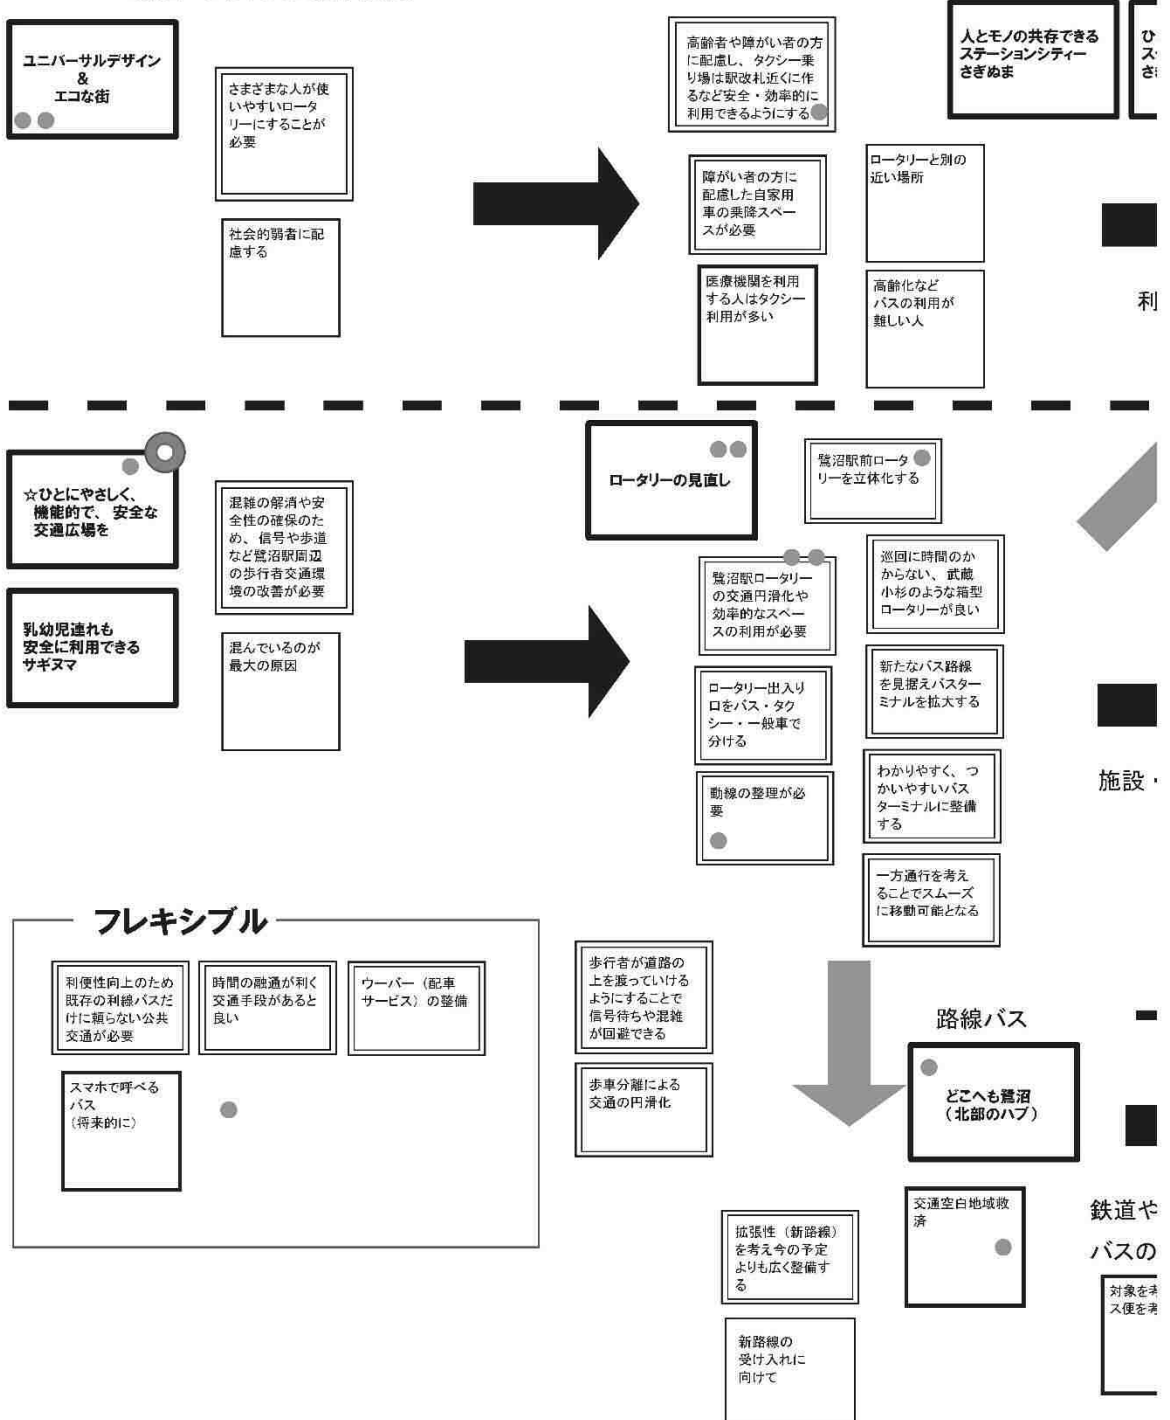 ユニバーサルデザイン
&
エコな街
さまざまな人が使
いやすいロータ
リーにすることが
必要
社会的弱者に配
慮する
高齢者や障がい者の方
に配慮し、タクシー乗
り場は駅改札近くに作
るなど安全・効率的に
利用できるようにする
障がい者の方に
配慮した自家用
車の乗降スペー
スが必要
医療機関を利用
する人はタクシー
利用が多い
ロータリーと別の
近い場所
高齢化など
バスの利用が
難しい人
人とモノの共存できる
ステーションシティー
さぎぬま
ひ
ス
さ
利
☆ひとにやさしく、
機能的で、安全な
交通広場を
乳幼児連れも
安全に利用できる
サギヌマ
混雑の解消や安
全性の確保のた
め、信号や歩道
など鷺沼駅周辺
の歩行者交通環
境の改善が必要
混んでいるのが
最大の原因
ロータリーの見直し
鷺沼駅前ロータ
リーを立体化する
鷺沼駅ロータリー
の交通円滑化や
効率的なスペー
スの利用が必要
ロータリー出入り
口をバス・タク
シー・一般車で
分ける
動線の整理が必
要
巡回に時間のか
からない、武蔵
小杉のような箱型
ロータリーが良い
新たなバス路線
を見据えバスター
ミナルを拡大する
わかりやすく、つ
かいやすいバス
ターミナルに整備
する
一方通行を考え
ることでスムーズ
に移動可能となる
施設・
フレキシブル
利便性向上のため
既存の利線バスだ
けに頼らない公共
交通が必要
時間の融通が利く
交通手段があると
良い
ウーバー（配車
サービス）の整備
スマホで呼べる
バス
(将来的に)
歩行者が道路の
上を渡っていける
ようにすることで
信号待ちや混雑
が回避できる
歩車分離による
交通の円滑化
路線バス
どこへも鷺沼
（北部のハブ）
交通空白地域救
済
拡張性（新路線）
を考え今の予定
よりも広く整備す
る
新路線の
受け入れに
向けて
鉄道や
バスの
対象を考
ス便を考